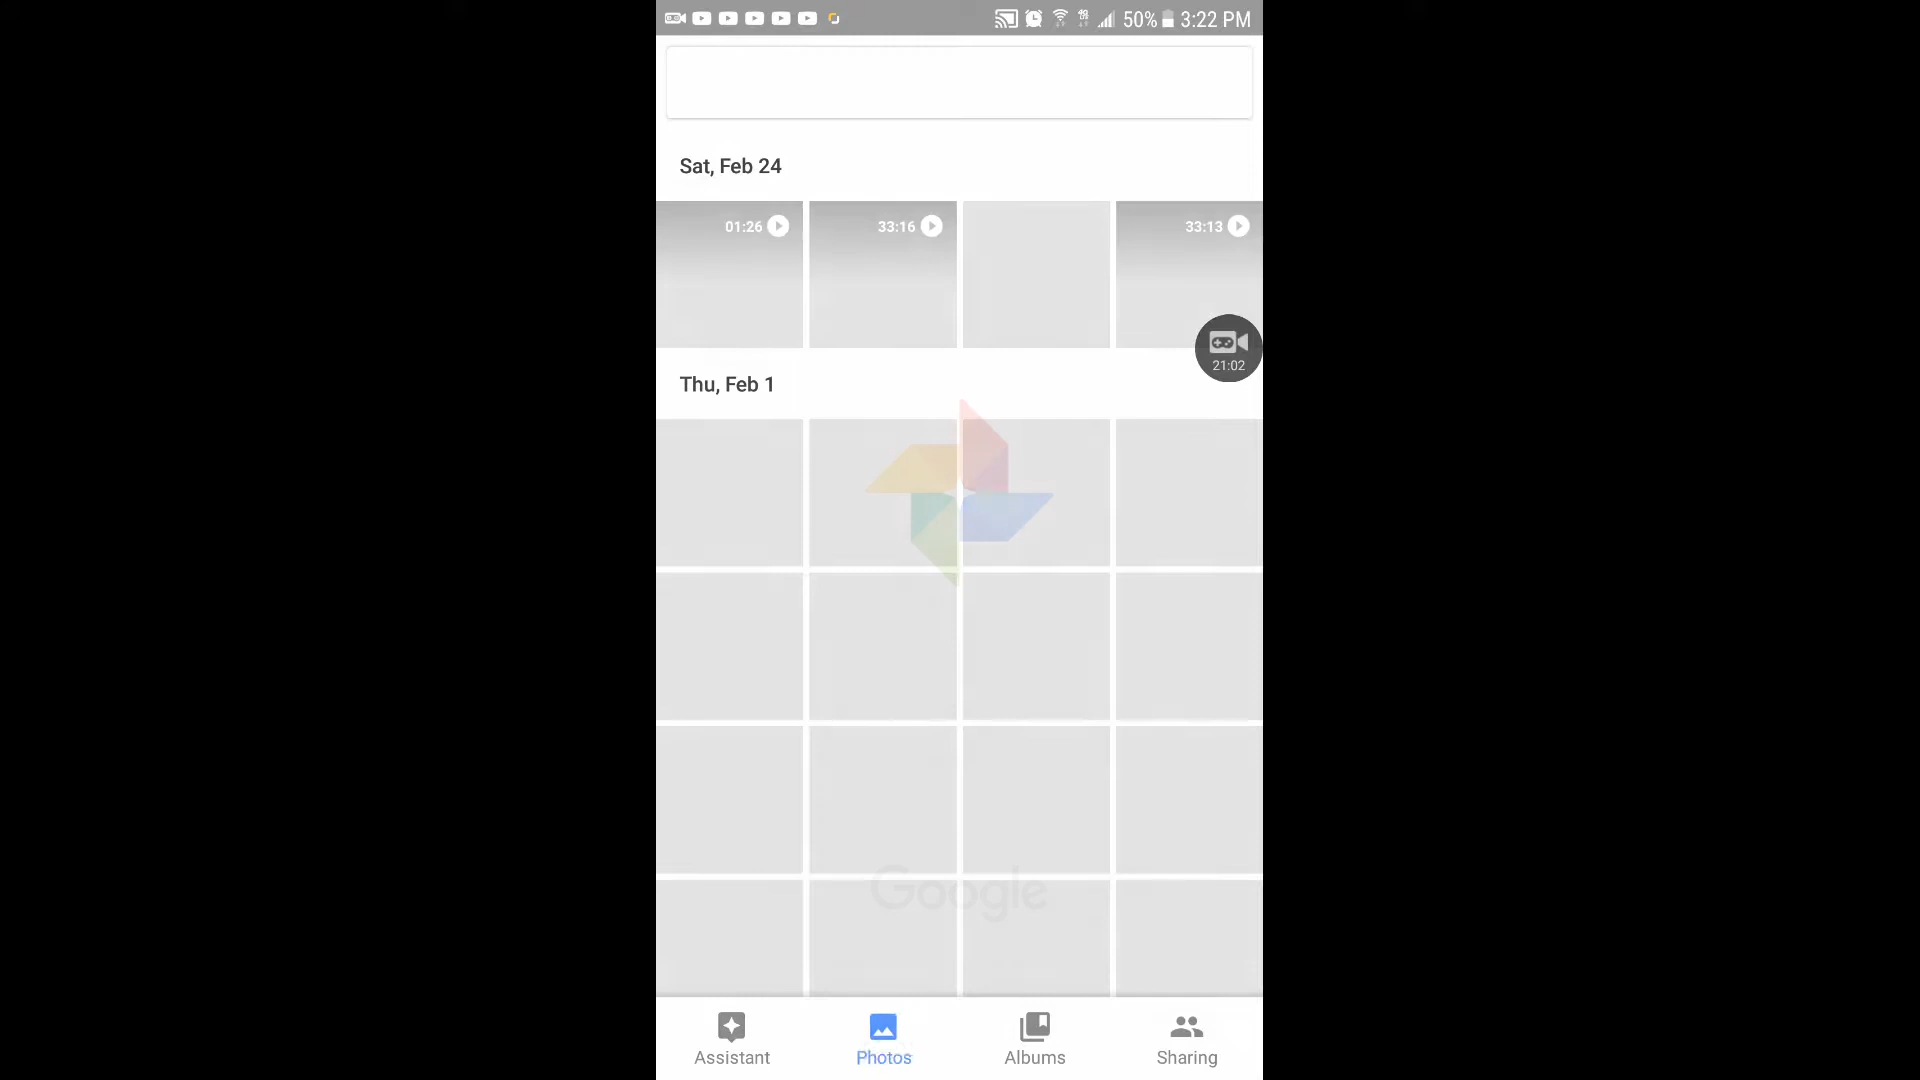 50% 3:22 PM
Sat, Feb 24
01:26
33:16
33:13
21:02
Thu, Feb 1
Google
Assistant
Photos
Albums
Sharing